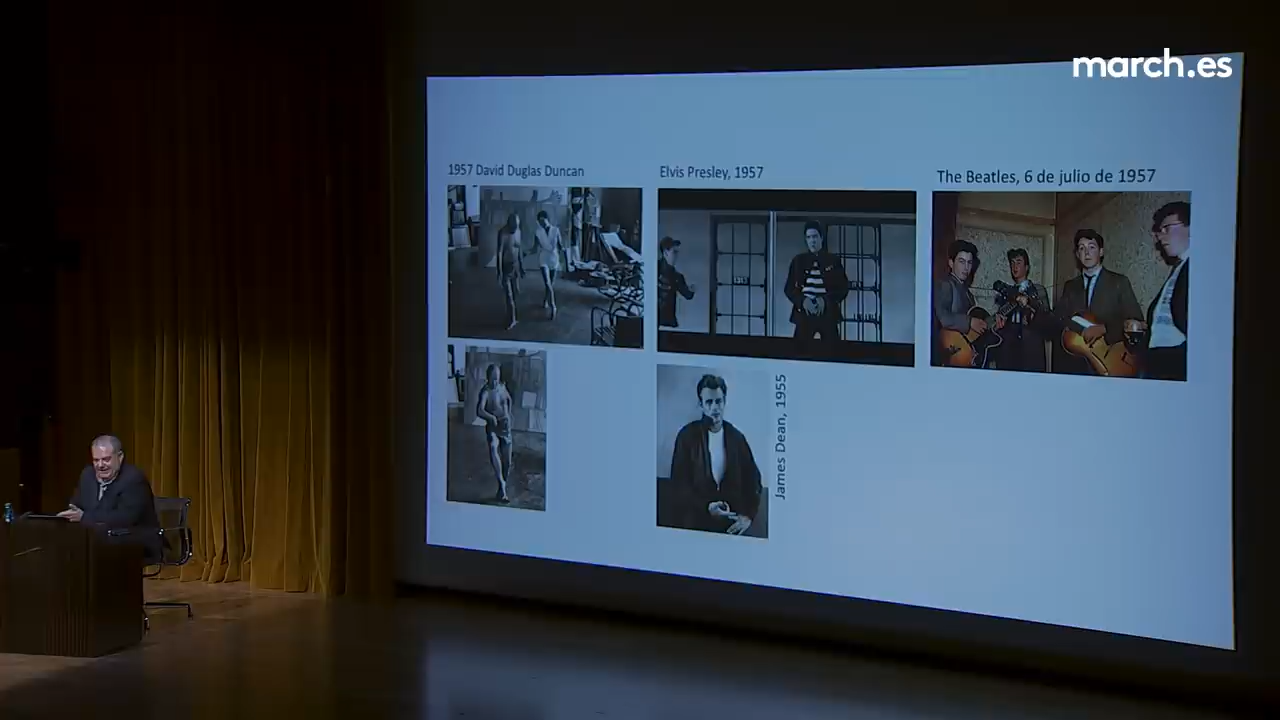 march.es
1957 David Duglas Duncan
Elvis Presley, 1957
The Beatles, 6 de julio de 1957
James Dean, 1955